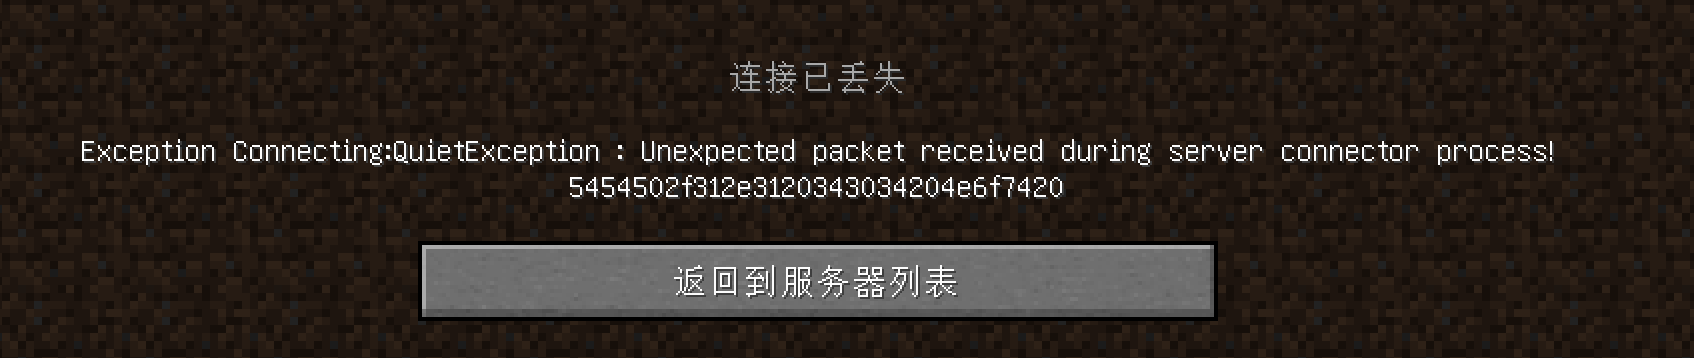 连接已丢失
Exception Connecting:QuietException : Unexpected packet received during server connector process!
5454502f312e3120343034204e6f7420
返回到服务器列表